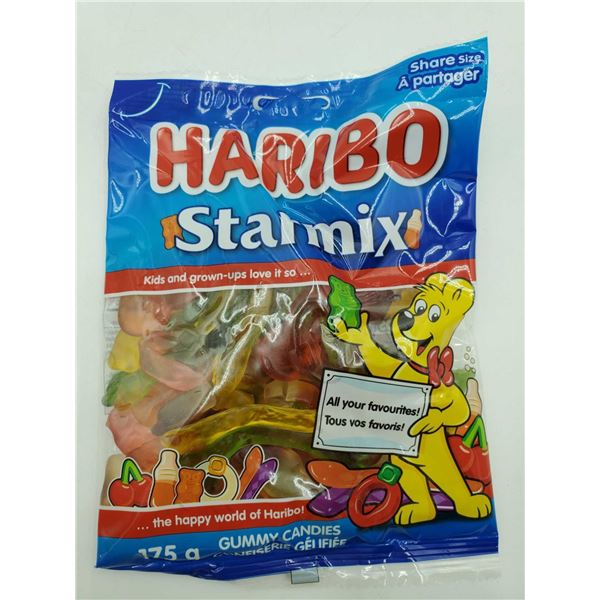 Share Size
À partager
HARIBO
Starmix
Kids and grown-ups love it so ...
All your favourites!
Tous vos favoris!
... the happy world of Haribo!
175 g
GUMMY CANDIES
GÉLIFIÉE